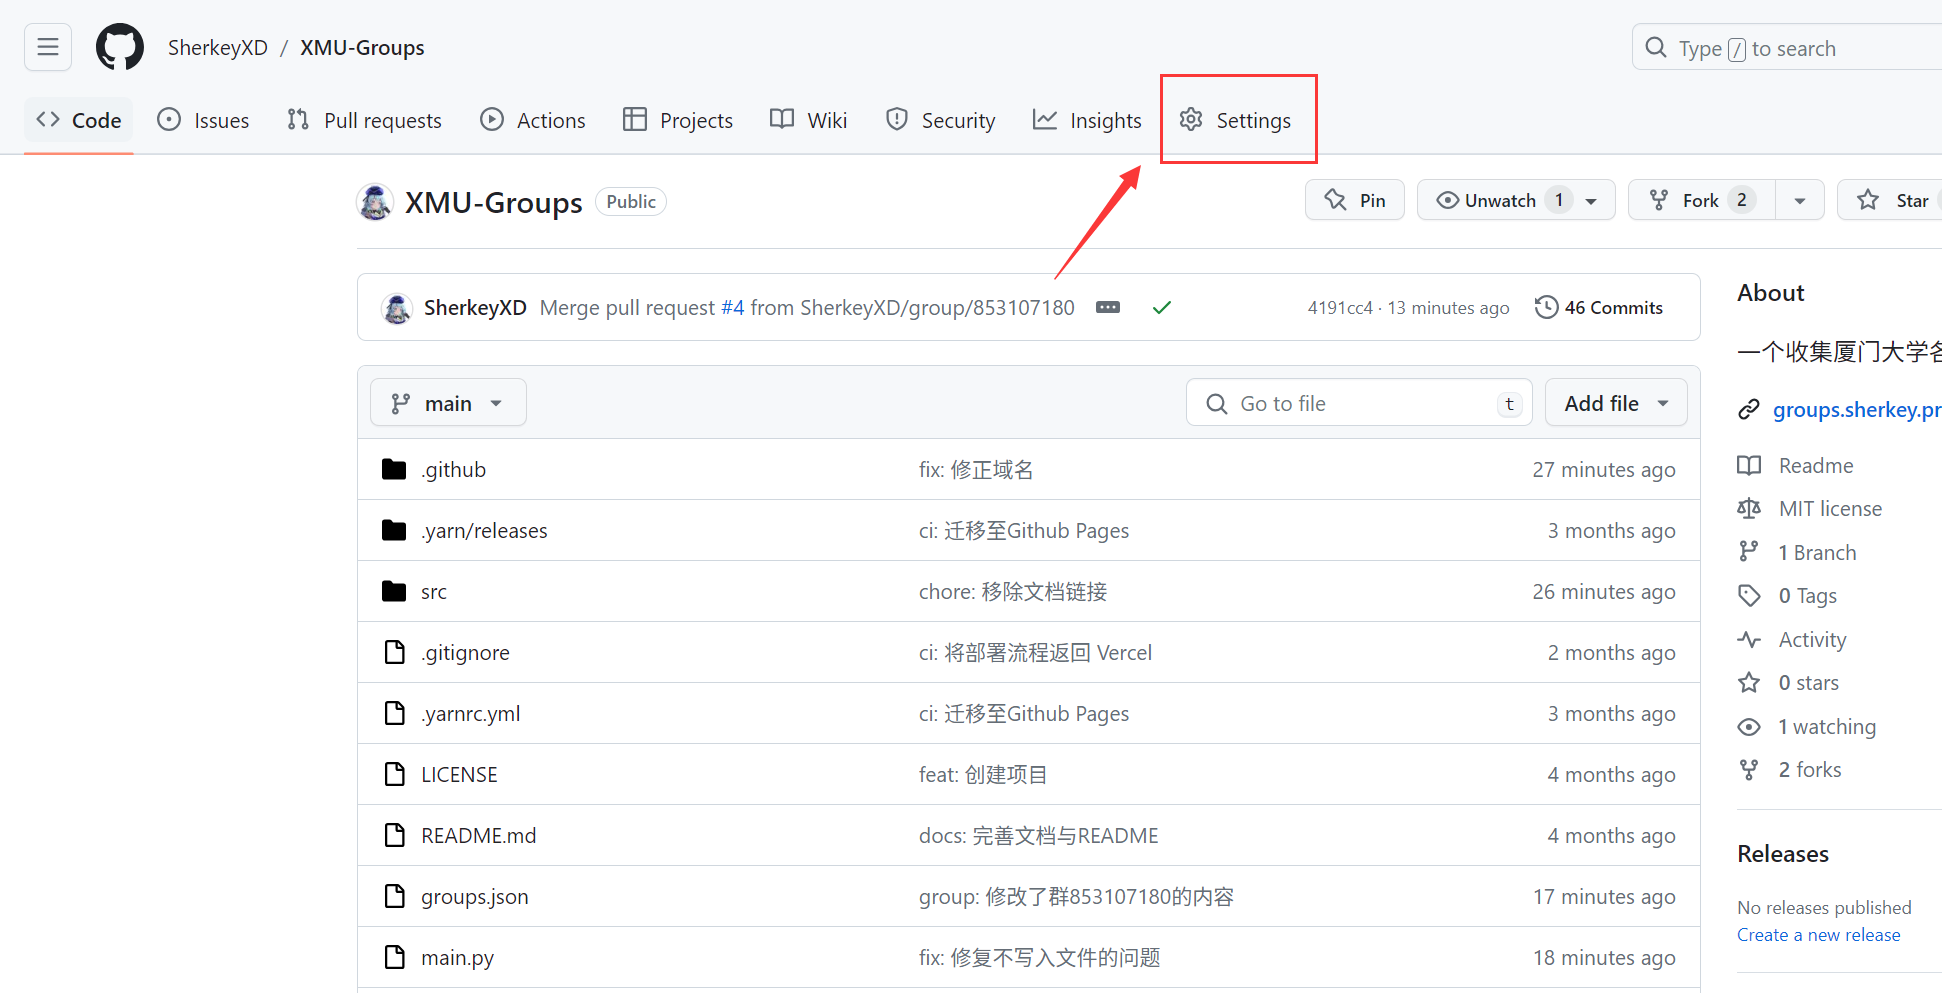 SherkeyXD / XMU-Groups
Type / to search
Code Issues Pull requests Actions Projects Wiki Security Insights Settings
XMU-Groups Public
Pin Unwatch 1 Fork 2 Star
SherkeyXD Merge pull request #4 from SherkeyXD/group/853107180 4191cc4 · 13 minutes ago 46 Commits
main Go to file t Add file
.github fix: 修正域名 27 minutes ago
.yarn/releases ci: 迁移至Github Pages 3 months ago
src chore: 移除文档链接 26 minutes ago
.gitignore ci: 将部署流程返回 Vercel 2 months ago
.yarnrc.yml ci: 迁移至Github Pages 3 months ago
LICENSE feat: 创建项目 4 months ago
README.md docs: 完善文档与README 4 months ago
groups.json group: 修改了群853107180的内容 17 minutes ago
main.py fix: 修复不写入文件的问题 18 minutes ago
About
一个收集厦门大学各
groups.sherkey.pr
Readme
MIT license
1 Branch
0 Tags
Activity
0 stars
1 watching
2 forks
Releases
No releases published
Create a new release